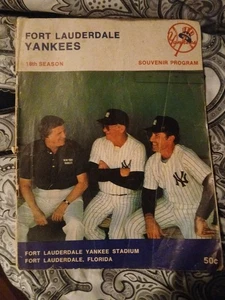 FORT LAUDERDALE
YANKEES
18th SEASON
SOUVENIR PROGRAM
FORT LAUDERDALE YANKEE STADIUM
FORT LAUDERDALE, FLORIDA
50¢